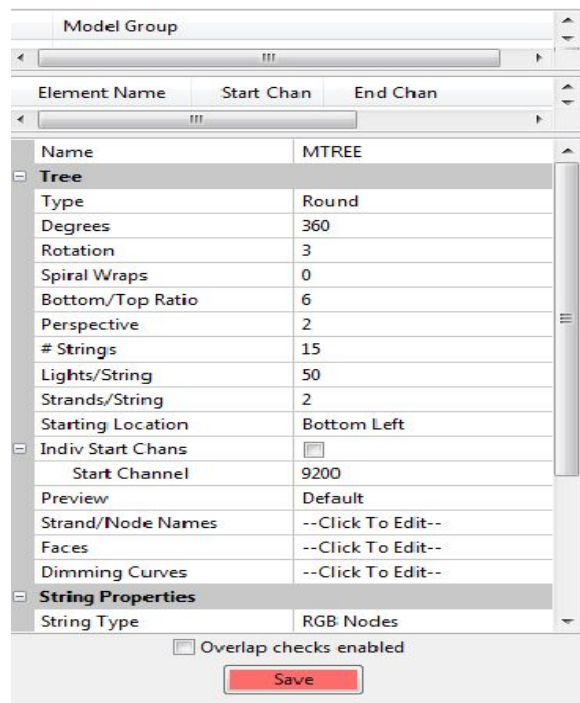 Model Group
Element Name Start Chan End Chan
Name MTREE
Tree
Type Round
Degrees 360
Rotation 3
Spiral Wraps 0
Bottom/Top Ratio 6
Perspective 2
# Strings 15
Lights/String 50
Strands/String 2
Starting Location Bottom Left
Indiv Start Chans
Start Channel 9200
Preview Default
Strand/Node Names --Click To Edit--
Faces --Click To Edit--
Dimming Curves --Click To Edit--
String Properties
String Type RGB Nodes
Overlap checks enabled
Save